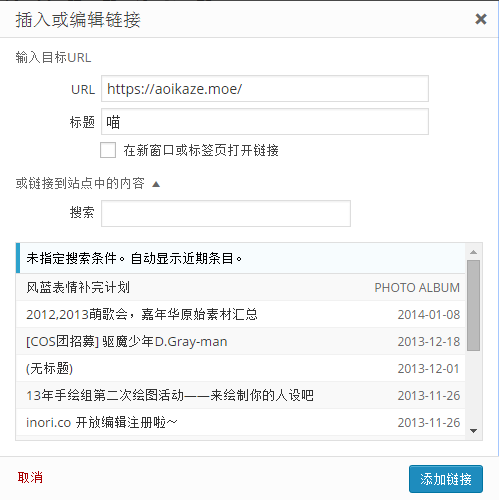 插入或编辑链接
输入目标URL
URL https://aoikaze.moe/
标题 喵
在新窗口或标签页打开链接
或链接到站点中的内容
搜索
未指定搜索条件。自动显示近期条目。
风蓝表情补完计划 PHOTO ALBUM
2012,2013萌歌会，嘉年华原始素材汇总 2014-01-08
[COS团招募] 驱魔少年D.Gray-man 2013-12-18
(无标题) 2013-12-01
13年手绘组第二次绘图活动——来绘制你的人设吧 2013-11-26
inori.co 开放编辑注册啦～ 2013-11-26
取消 添加链接